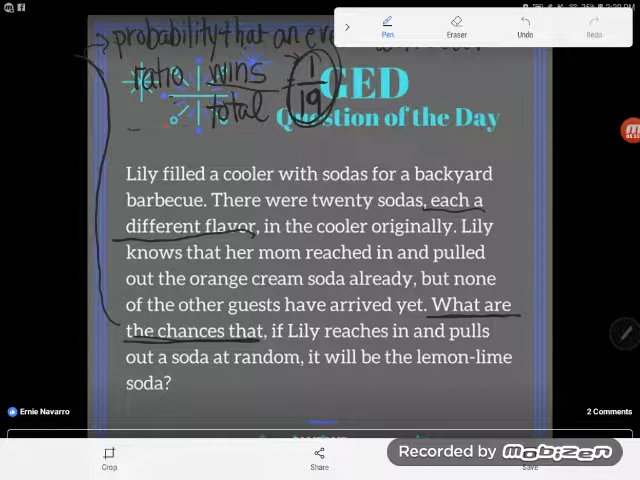 25% 3:29 PM
Pen
Eraser
Undo
Redo
probability that an
ratio wins 1
total 19
GED
Question of the Day
Lily filled a cooler with sodas for a backyard
barbecue. There were twenty sodas, each a
different flavor, in the cooler originally. Lily
knows that her mom reached in and pulled
out the orange cream soda already, but none
of the other guests have arrived yet. What are
the chances that, if Lily reaches in and pulls
out a soda at random, it will be the lemon-lime
soda?
Ernie Navarro
2 Comments
Crop
Share
Save
Recorded by mobizen